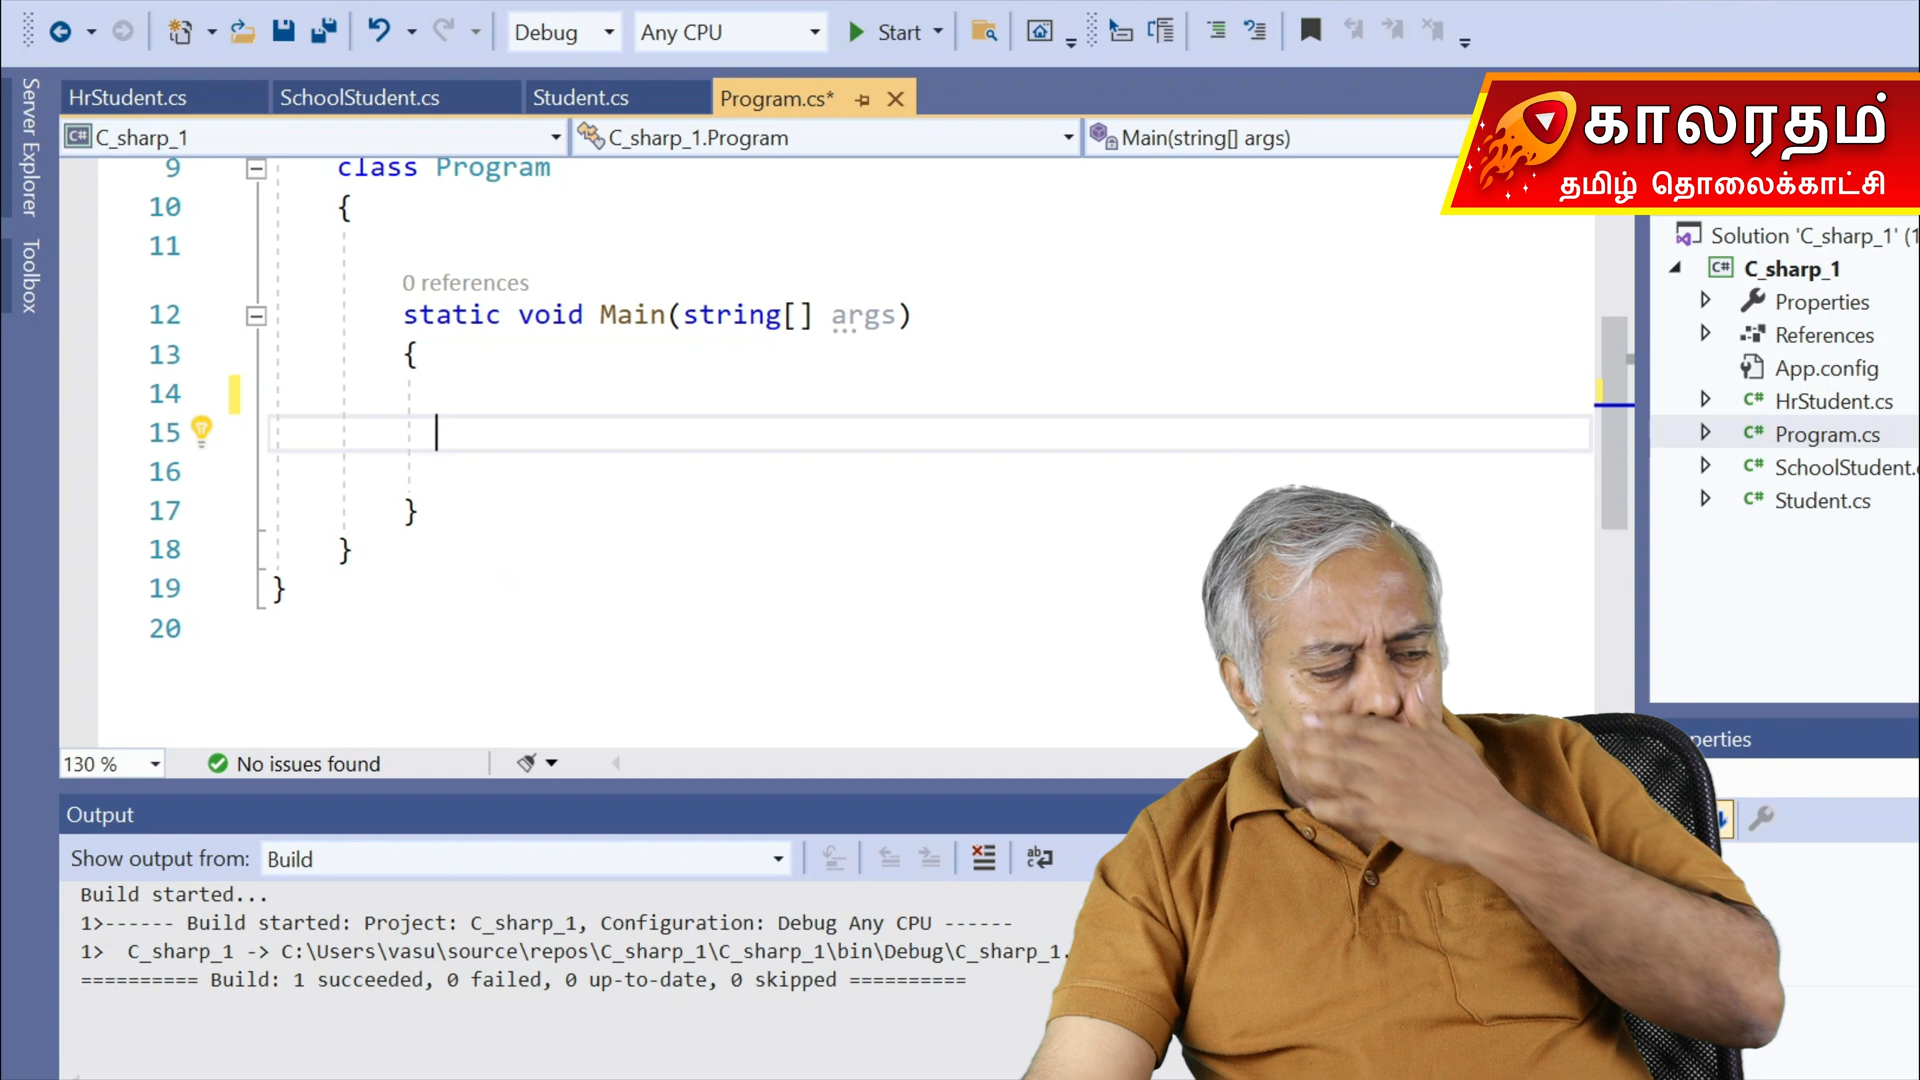 Debug
Any CPU
Start
Server Explorer
Toolbox
HrStudent.cs
SchoolStudent.cs
Student.cs
Program.cs*
C# C_sharp_1
C_sharp_1.Program
Main(string[] args)
காலரதம்
தமிழ் தொலைக்காட்சி
9 class Program
10 {
11
0 references
12 static void Main(string[] args)
13 {
14
15
16
17 }
18 }
19 }
20
Solution 'C_sharp_1' (1
C# C_sharp_1
Properties
References
App.config
C# HrStudent.cs
C# Program.cs
C# SchoolStudent.c
C# Student.cs
perties
130 %
No issues found
Output
Show output from: Build
Build started...
1>------ Build started: Project: C_sharp_1, Configuration: Debug Any CPU ------
1> C_sharp_1 -> C:\Users\vasu\source\repos\C_sharp_1\C_sharp_1\bin\Debug\C_sharp_1.
========== Build: 1 succeeded, 0 failed, 0 up-to-date, 0 skipped ==========